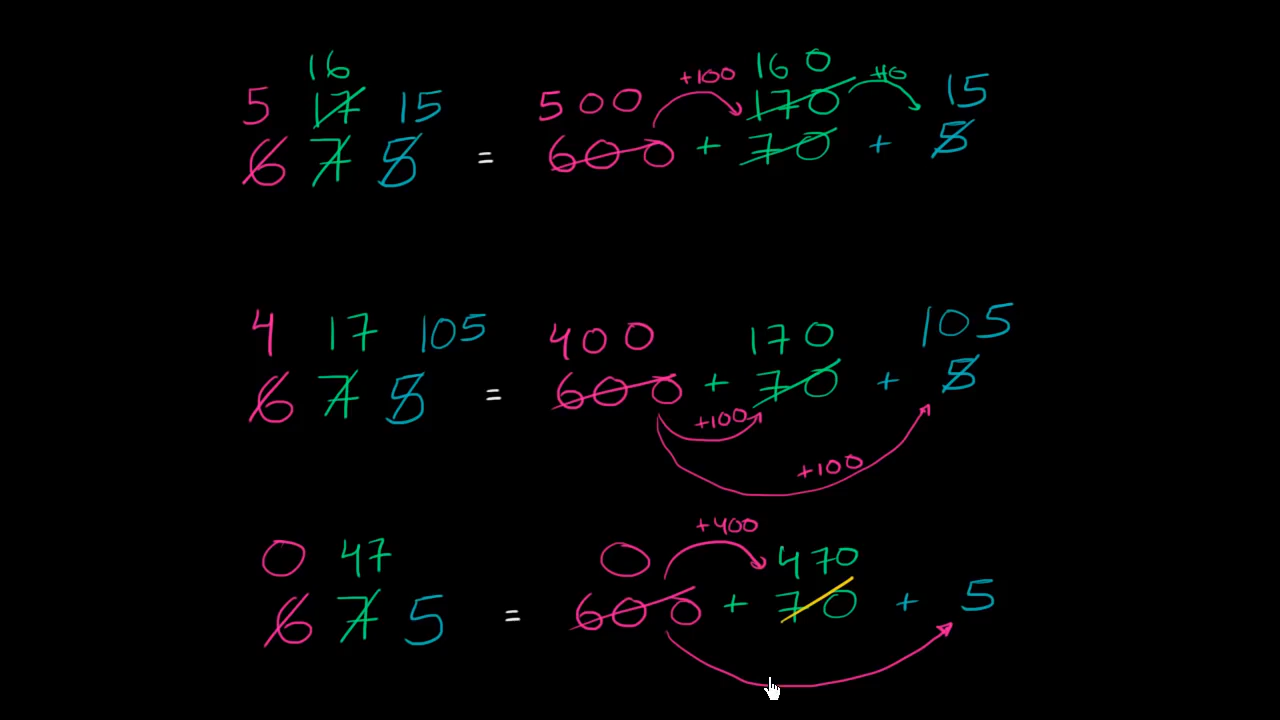 16 160
5 17 15 500 +100 170 +10 15
6 7 5 = 600 + 70 + 5
4 17 105 400 170 105
6 7 5 = 600 + 70 + 5
+100
+100
+400
0 47 0 470
6 7 5 = 600 + 70 + 5